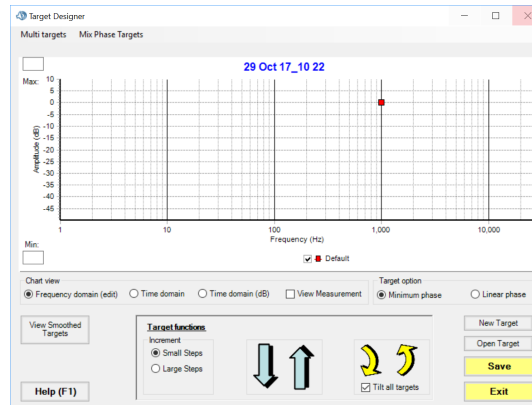 Target Designer
Multi targets Mix Phase Targets
29 Oct 17_10 22
Max:
10
5
0
-5
-10
-15
-20
-25
-30
-35
-40
-45
Amplitude (dB)
1 10 100 1,000 10,000
Frequency (Hz)
Min:
Default
Chart view
Frequency domain (edit) Time domain Time domain (dB) View Measurement
Target option
Minimum phase Linear phase
View Smoothed
Targets
Target functions
Increment
Small Steps
Large Steps
Tilt all targets
New Target
Open Target
Save
Help (F1)
Exit